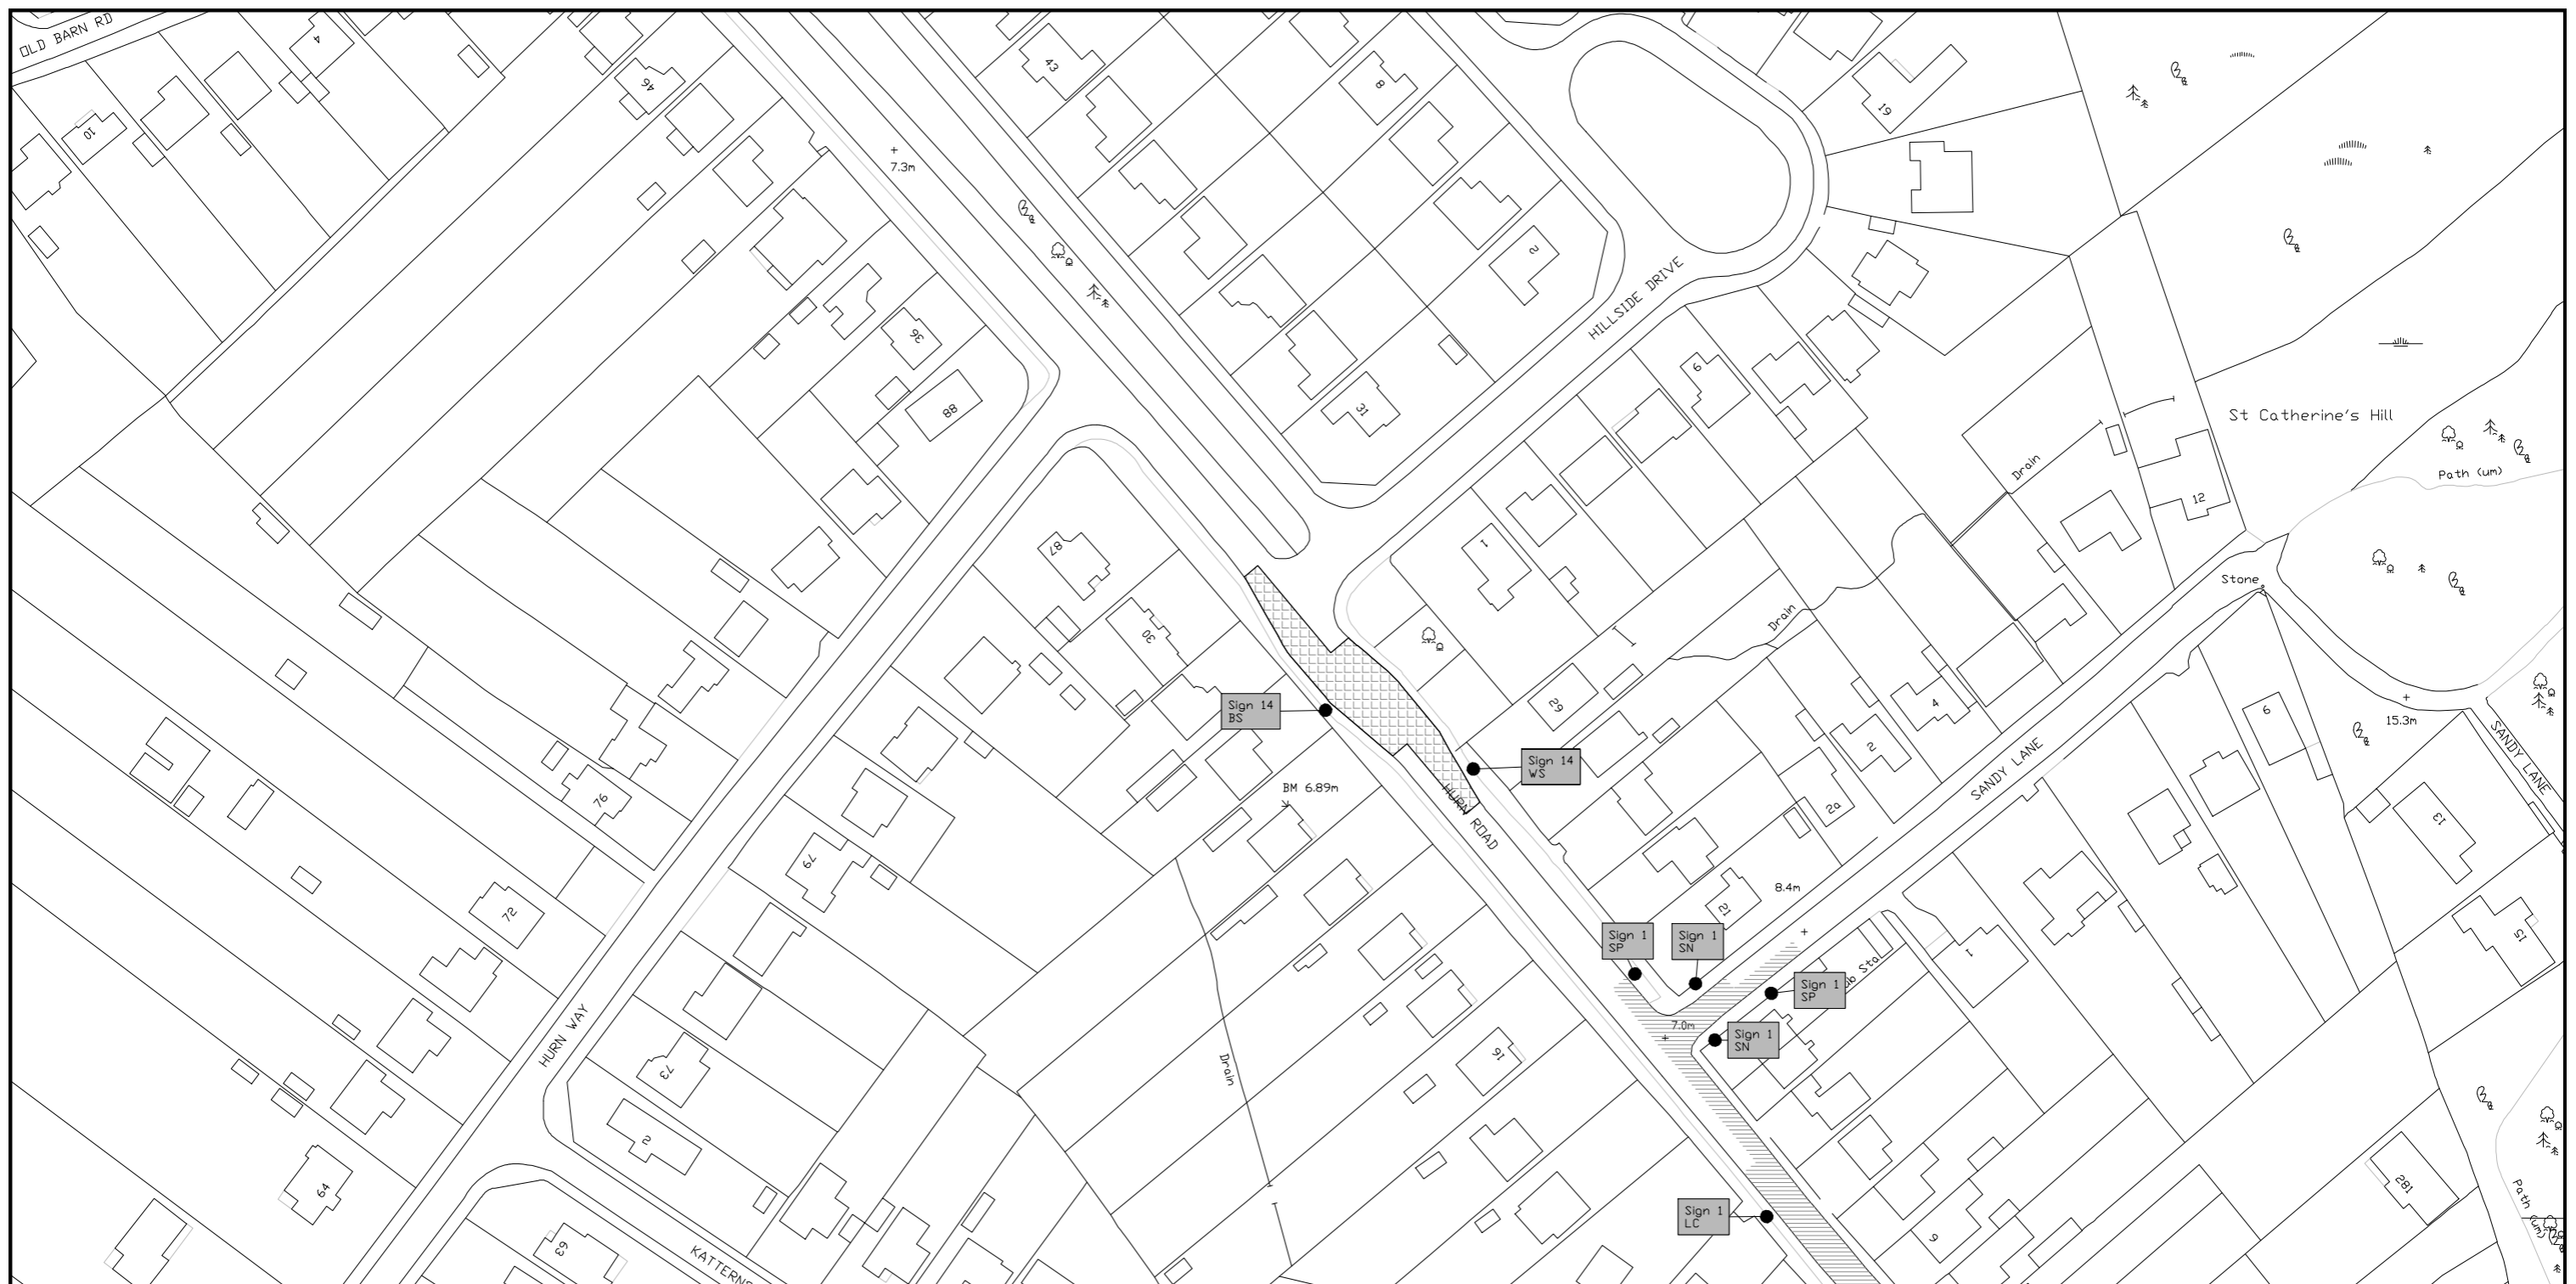 OLD BARN RD
4
10
46
7.3m
43
8
19
2
36
88
31
HILLSIDE DRIVE
6
St Catherine's Hill
Path (um)
Drain
12
1
87
30
Stone
Drain
29
4
2
2a
6
15.3m
SANDY LANE
SANDY LANE
13
15
Sign 14
BS
Sign 14
WS
BM 6.89m
HURN ROAD
76
79
72
8.4m
21
Sign 1
SP
Sign 1
SN
Sign 1
SP
Sign 1
SN
7.0m
1
HURN WAY
73
2
Drain
16
64
63
KATTERNS
Sign 1
LC
9
281
Path
(um)